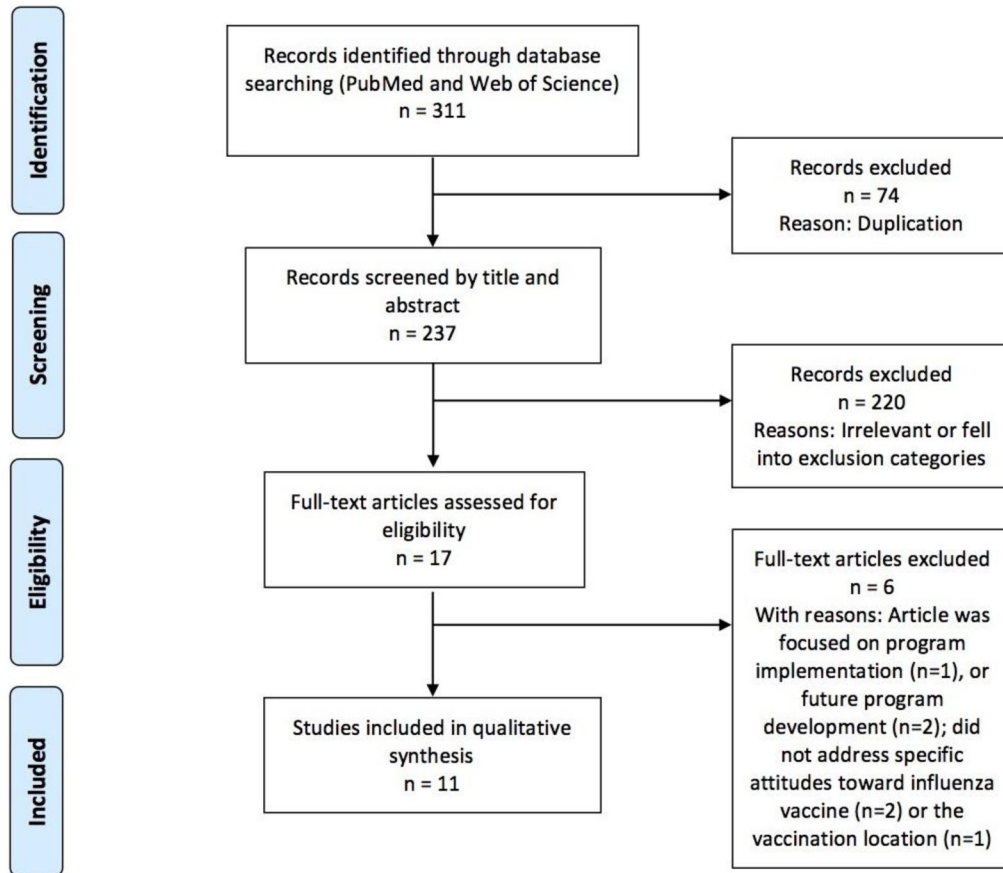 Identification
Records identified through database
searching (PubMed and Web of Science)
n = 311
Records excluded
n = 74
Reason: Duplication
Screening
Records screened by title and
abstract
n = 237
Records excluded
n = 220
Reasons: Irrelevant or fell
into exclusion categories
Eligibility
Full-text articles assessed for
eligibility
n = 17
Full-text articles excluded
n = 6
With reasons: Article was
focused on program
implementation (n=1), or
future program
development (n=2); did
not address specific
attitudes toward influenza
vaccine (n=2) or the
vaccination location (n=1)
Included
Studies included in qualitative
synthesis
n = 11